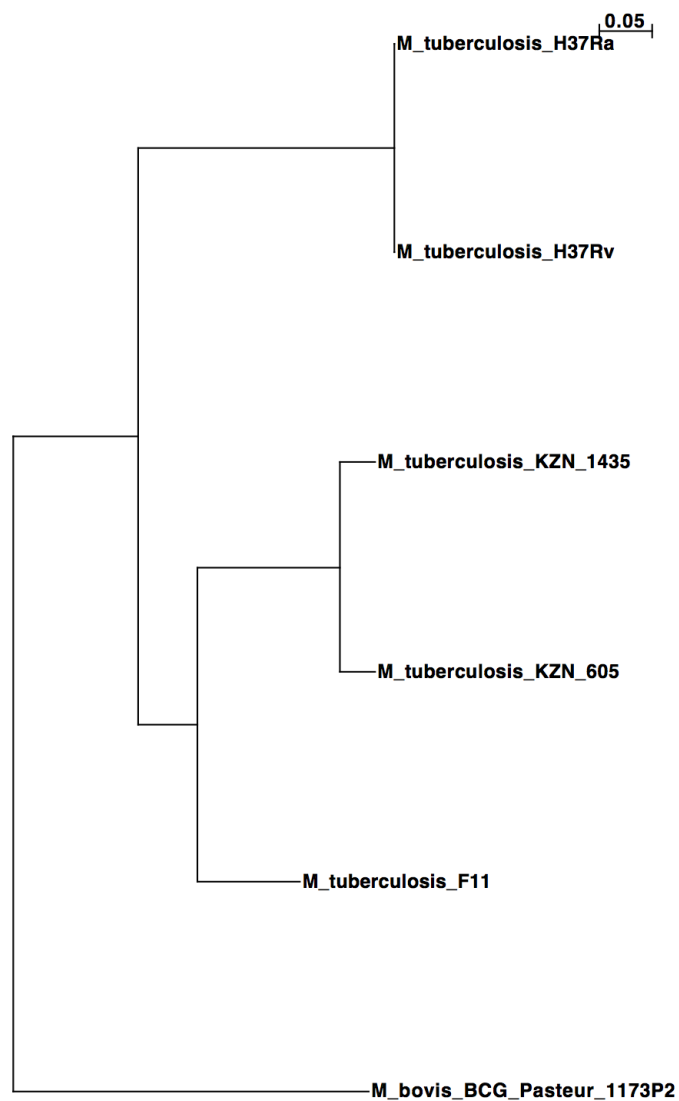 0.05
M_tuberculosis_H37Ra
M_tuberculosis_H37Rv
M_tuberculosis_KZN_1435
M_tuberculosis_KZN_605
M_tuberculosis_F11
M_bovis_BCG_Pasteur_1173P2